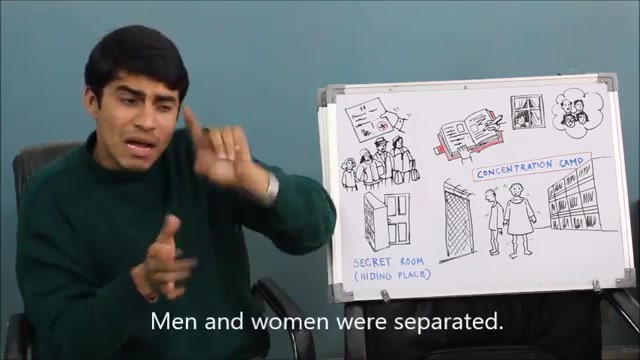 CONCENTRATION CAMP
SECRET ROOM
(HIDING PLACE)
Men and women were separated.